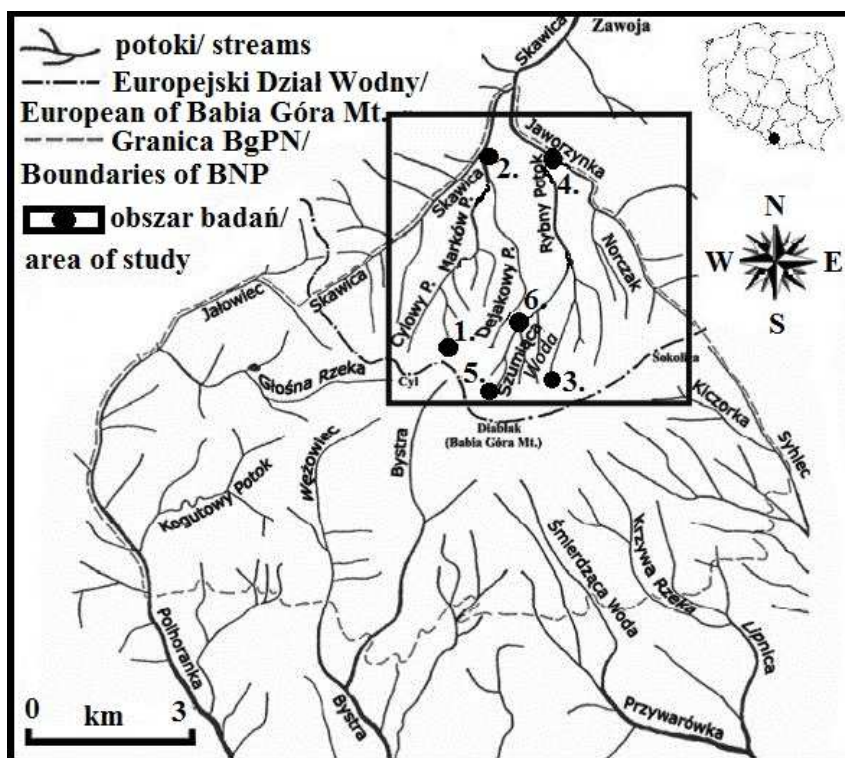 potoki/ streams
Europejski Dział Wodny/
European of Babia Góra Mt.
Granica BgPN/
Boundaries of BNP
obszar badań/
area of study
Skawica
Zawoja
Jaworzynka
Skawica
2.
4.
Marków P.
Rybny Potok
Norczak
N
W E
S
Cylowy P.
Dejakowy P.
6.
1.
Szumiąca
Woda
5.
3.
Sokolica
Skawica
Jałowiec
Głośna Rzeka
Cyl
Diablak
(Babia Góra Mt.)
Kiczorka
Syhlec
Wężowiec
Bystra
Kogutowy Potok
Śmierdząca Woda
Krzywa Rzeka
Lipnica
Polhoranka
Bystra
Przywarówka
0 km 3